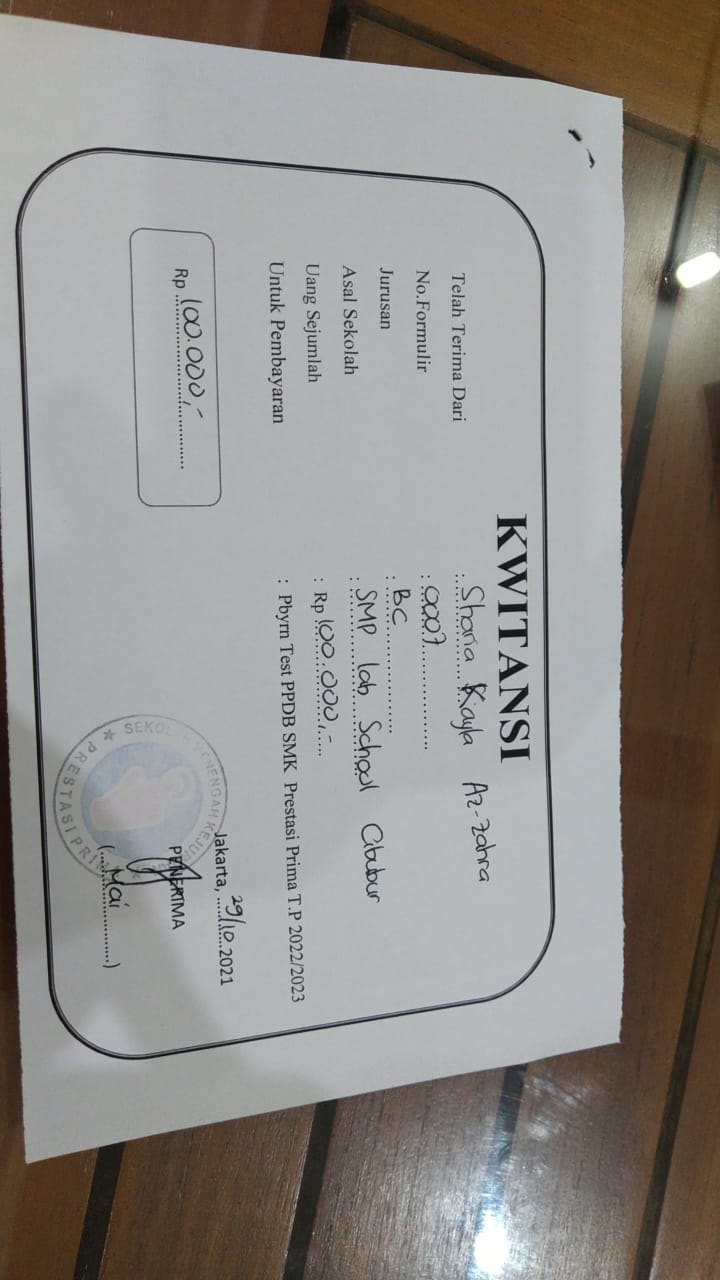 KWITANSI
Telah Terima Dari : Sharia Kayla Az-Zahra
No.Formulir : 0007
Jurusan : BC
Asal Sekolah : SMP lab School Cibubur
Uang Sejumlah : Rp 100.000,-
Untuk Pembayaran : Pbyrn Test PPDB SMK Prestasi Prima T.P 2022/2023
Jakarta, 29/10 2021
Rp 100.000,-
PENERIMA
(Mai)
SEKOLAH MENENGAH KEJURUAN
★ PRESTASI PRIMA ★